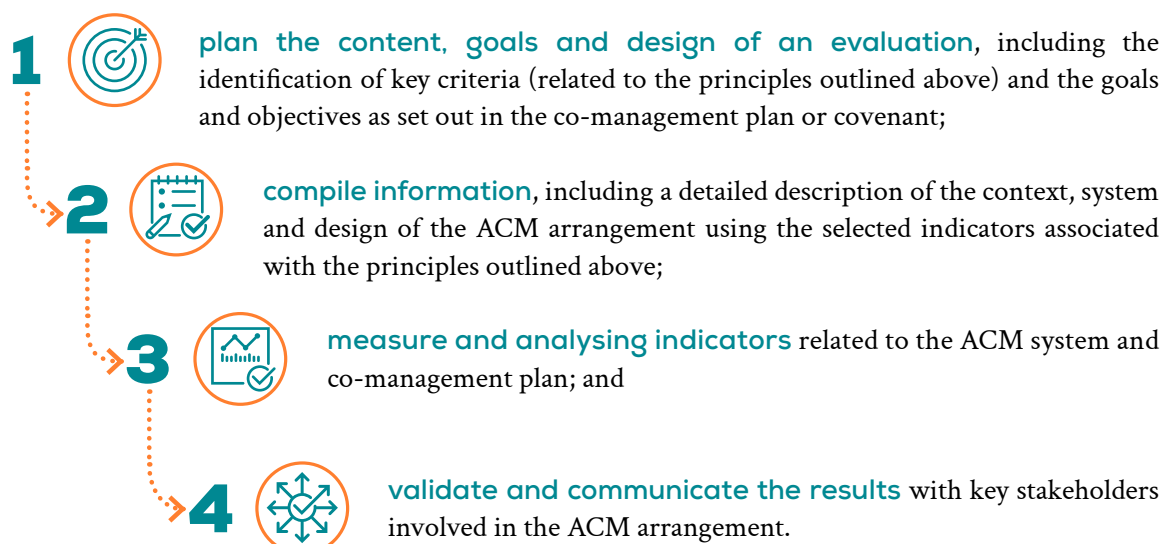 1
plan the content, goals and design of an evaluation, including the
identification of key criteria (related to the principles outlined above) and the goals
and objectives as set out in the co-management plan or covenant;
2
compile information, including a detailed description of the context, system
and design of the ACM arrangement using the selected indicators associated
with the principles outlined above;
3
measure and analysing indicators related to the ACM system and
co-management plan; and
4
validate and communicate the results with key stakeholders
involved in the ACM arrangement.